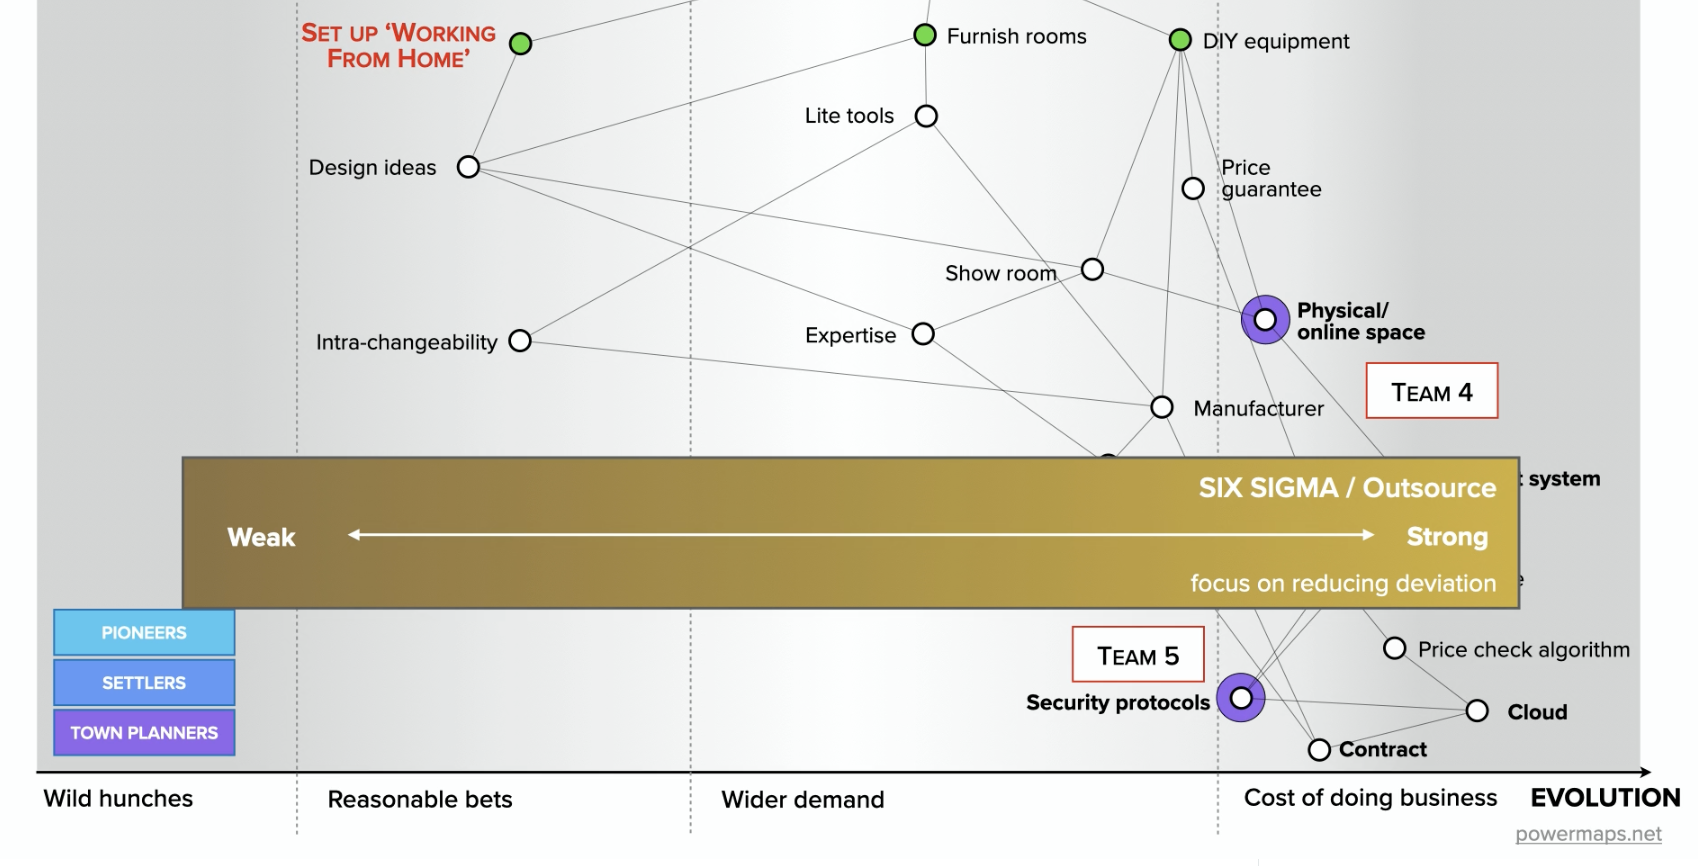 SET UP ‘WORKING
FROM HOME’
Furnish rooms
DIY equipment
Lite tools
Design ideas
Price
guarantee
Show room
Physical/
online space
Intra-changeability
Expertise
TEAM 4
Manufacturer
SIX SIGMA / Outsource
system
Weak
Strong
focus on reducing deviation
PIONEERS
TEAM 5
Price check algorithm
SETTLERS
Security protocols
Cloud
TOWN PLANNERS
Contract
Wild hunches
Reasonable bets
Wider demand
Cost of doing business
EVOLUTION
powermaps.net